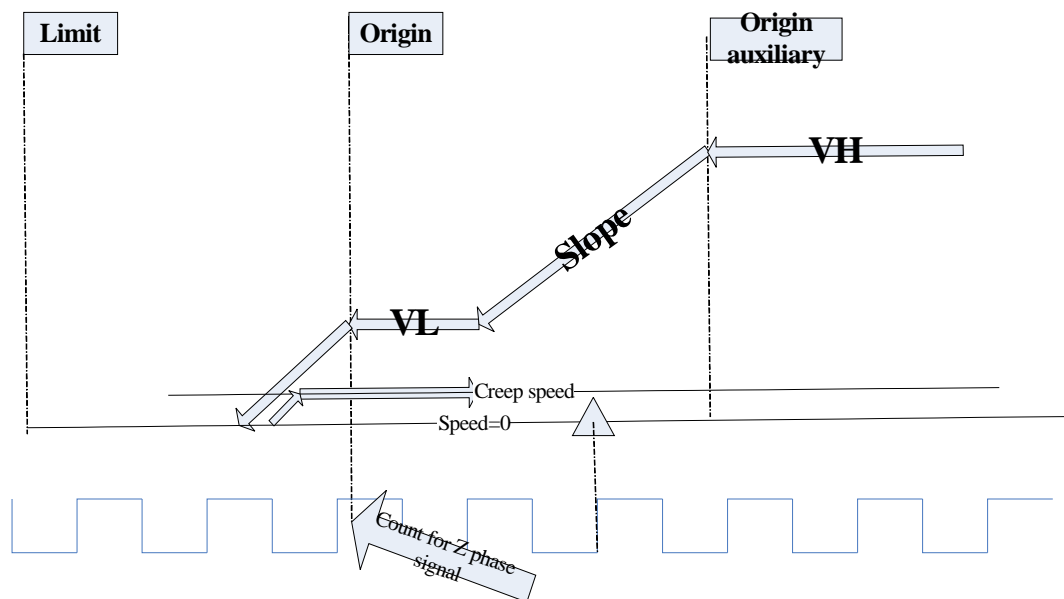 Limit
Origin
Origin
auxiliary
VH
Slope
VL
Creep speed
Speed=0
Count for Z phase
signal